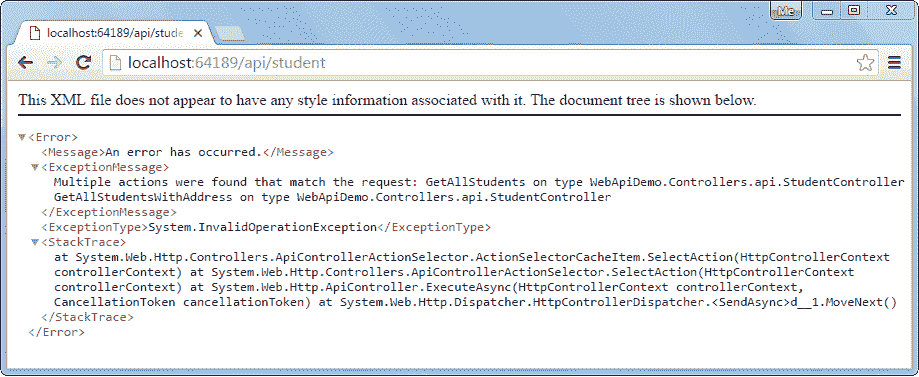 Me
localhost:64189/api/stude
localhost:64189/api/student
This XML file does not appear to have any style information associated with it. The document tree is shown below.
<Error>
<Message>An error has occurred.</Message>
<ExceptionMessage>
Multiple actions were found that match the request: GetAllStudents on type WebApiDemo.Controllers.api.StudentController
GetAllStudentsWithAddress on type WebApiDemo.Controllers.api.StudentController
</ExceptionMessage>
<ExceptionType>System.InvalidOperationException</ExceptionType>
<StackTrace>
at System.Web.Http.Controllers.ApiControllerActionSelector.ActionSelectorCacheItem.SelectAction(HttpControllerContext
controllerContext) at System.Web.Http.Controllers.ApiControllerActionSelector.SelectAction(HttpControllerContext
controllerContext) at System.Web.Http.ApiController.ExecuteAsync(HttpControllerContext controllerContext,
CancellationToken cancellationToken) at System.Web.Http.Dispatcher.HttpControllerDispatcher.<SendAsync>d__1.MoveNext()
</StackTrace>
</Error>